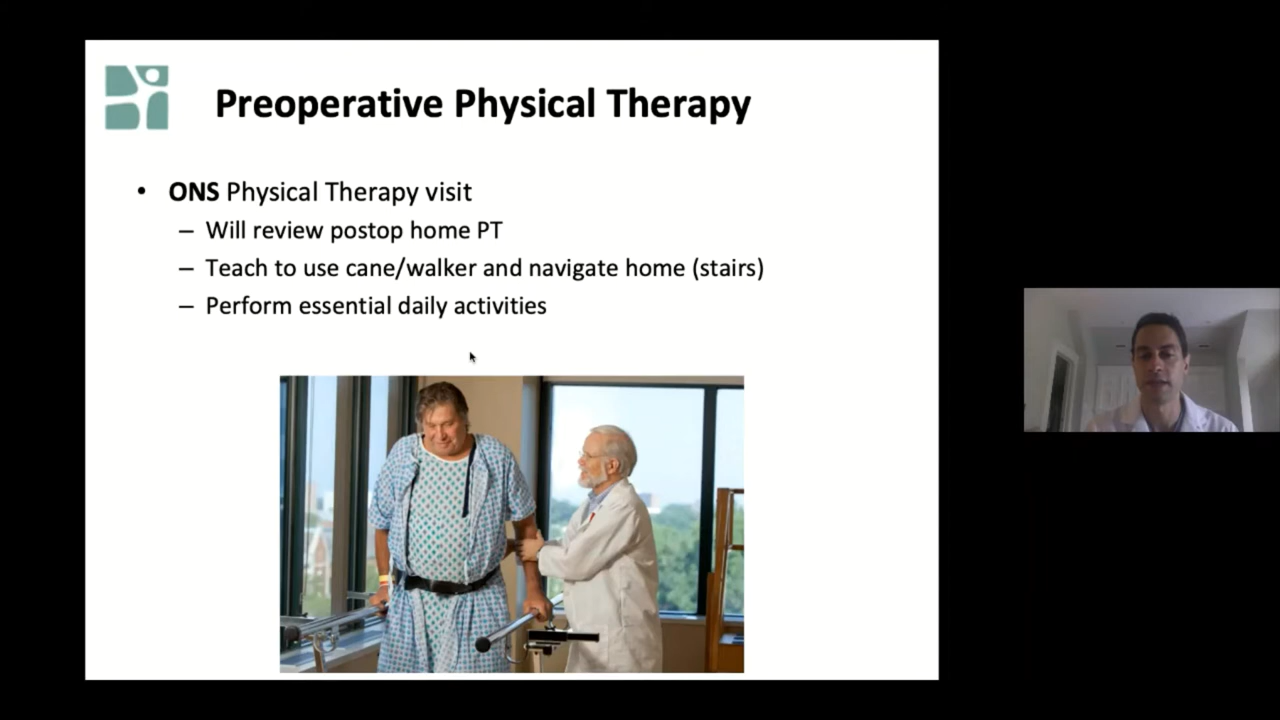 Preoperative Physical Therapy
• ONS Physical Therapy visit
– Will review postop home PT
– Teach to use cane/walker and navigate home (stairs)
– Perform essential daily activities